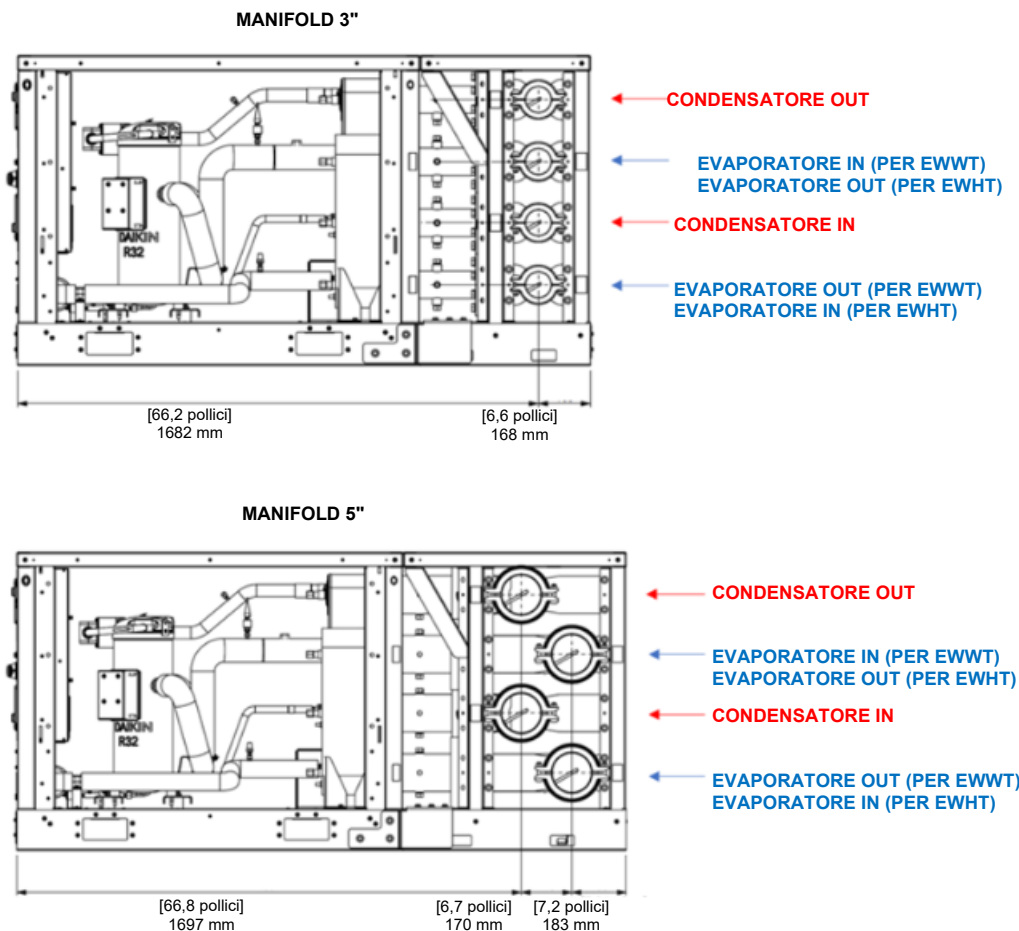 MANIFOLD 3"
CONDENSATORE OUT
EVAPORATORE IN (PER EWWT)
EVAPORATORE OUT (PER EWHT)
DAIKIN
R32
CONDENSATORE IN
EVAPORATORE OUT (PER EWWT)
EVAPORATORE IN (PER EWHT)
[66,2 pollici]
1682 mm
[6,6 pollici]
168 mm
MANIFOLD 5"
CONDENSATORE OUT
EVAPORATORE IN (PER EWWT)
EVAPORATORE OUT (PER EWHT)
CONDENSATORE IN
DAIKIN
R32
EVAPORATORE OUT (PER EWWT)
EVAPORATORE IN (PER EWHT)
[66,8 pollici]
1697 mm
[6,7 pollici]
170 mm
[7,2 pollici]
183 mm